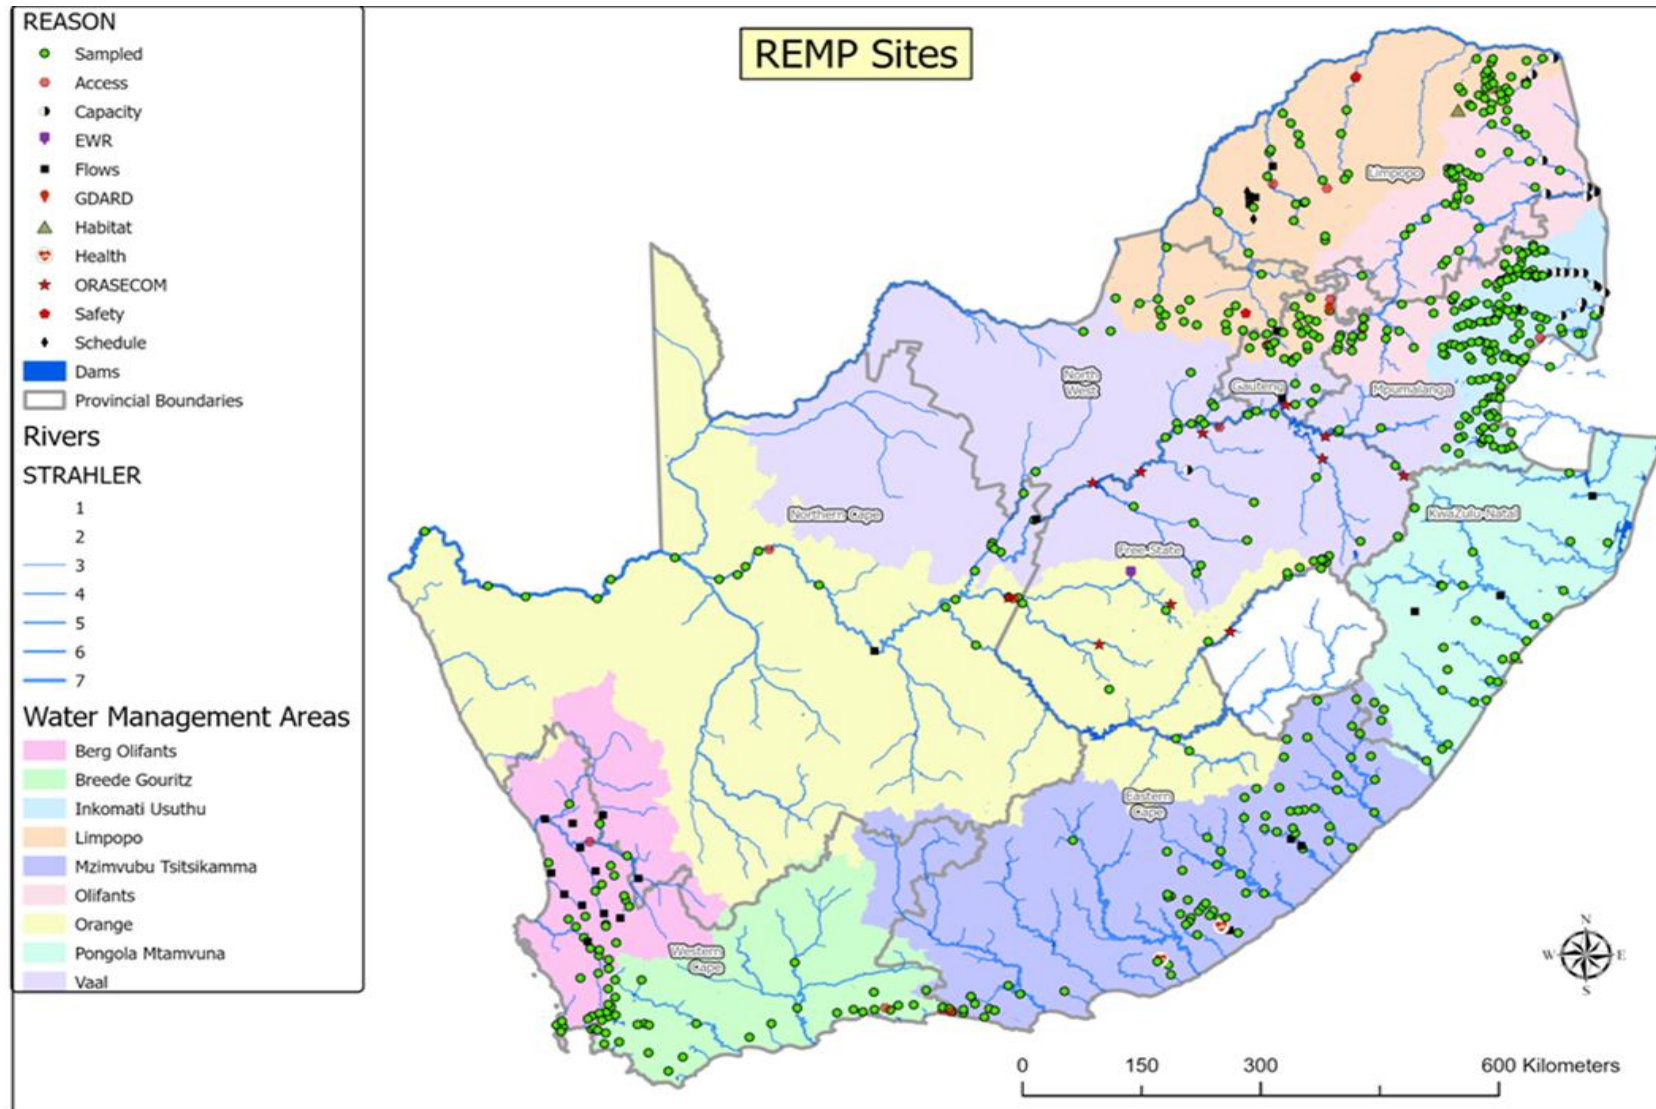 REASON
Sampled
Access
Capacity
EWR
Flows
GDARD
Habitat
Health
ORASECOM
Safety
Schedule
Dams
Provincial Boundaries
Rivers
STRAHLER
1
2
3
4
5
6
7
Water Management Areas
Berg Olifants
Breede Gouritz
Inkomati Usuthu
Limpopo
Mzimvubu Tsitsikamma
Olifants
Orange
Pongola Mtamvuna
Vaal
REMP Sites
Limpopo
North
West
Gauteng
Mpumalanga
Northern Cape
KwaZulu-Natal
Free State
Eastern
Cape
Western
Cape
N
W E
S
0 150 300 600 Kilometers